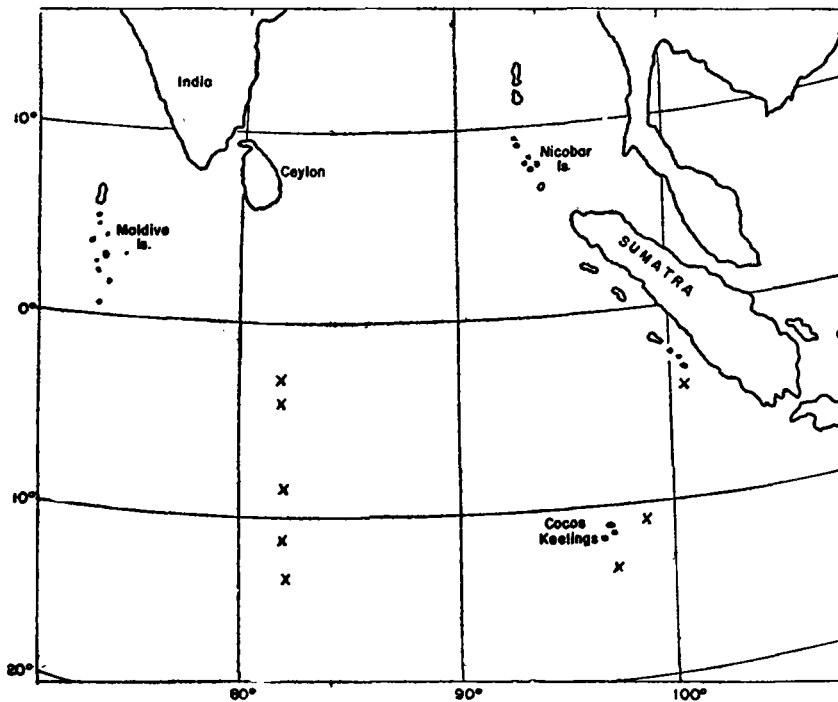 India
10°
Nicobar
Is.
Ceylon
Maldive
Is.
SUMATRA
0°
10°
Cocos
Keelings
20°
80°
90°
100°